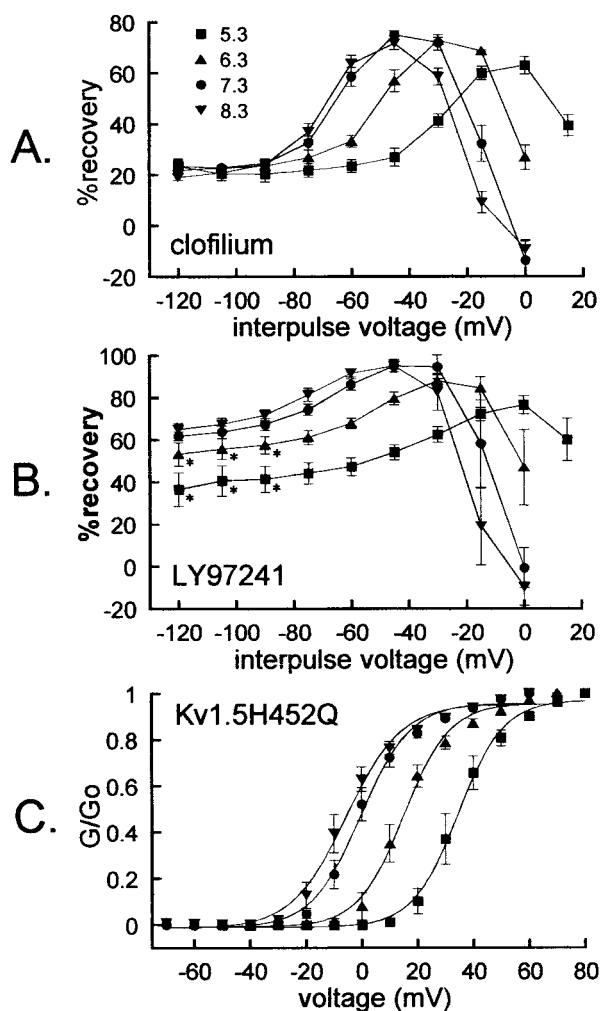 A.
80
60
40
20
0
-20
%recovery
5.3
6.3
7.3
8.3
clofilium
-120 -100 -80 -60 -40 -20 0
interpulse voltage (mV)
B.
100
80
60
40
20
0
-20
%recovery
* * *
* * *
LY97241
-120 -100 -80 -60 -40 -20 0
interpulse voltage (mV)
C.
1
0.8
0.6
0.4
0.2
0
G/Go
Kv1.5H452Q
-60 -40 -20 0 20 40 60 80
voltage (mV)